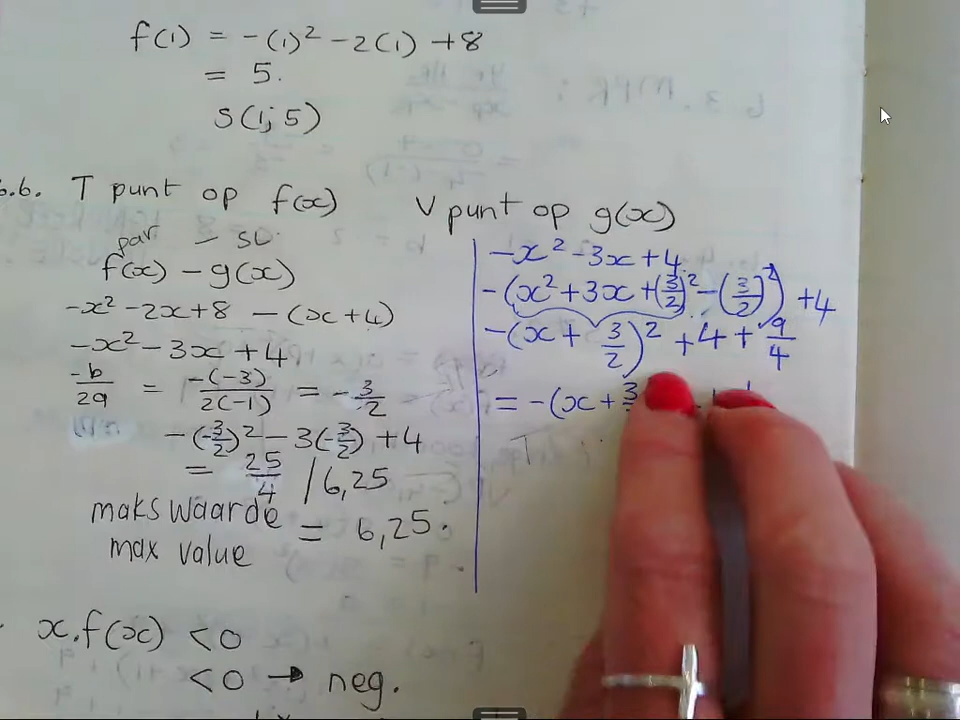 f(1) = -(1)² - 2(1) + 8
= 5.
S(1; 5)
6.6. T punt op f(x)
par - SL
f(x) - g(x)
-x² - 2x + 8 - (x + 4)
-x² - 3x + 4
-b/2a = -(-3)/2(-1) = -3/2
-(-3/2)² - 3(-3/2) + 4
= 25/4 / 6,25
maks waarde
max value = 6,25.
V punt op g(x)
-x² - 3x + 4
-(x² + 3x + (3/2)² - (3/2)²) + 4
-(x + 3/2)² + 4 + 9/4
= -(x + 3
T
x.f(x) < 0
< 0 → neg.